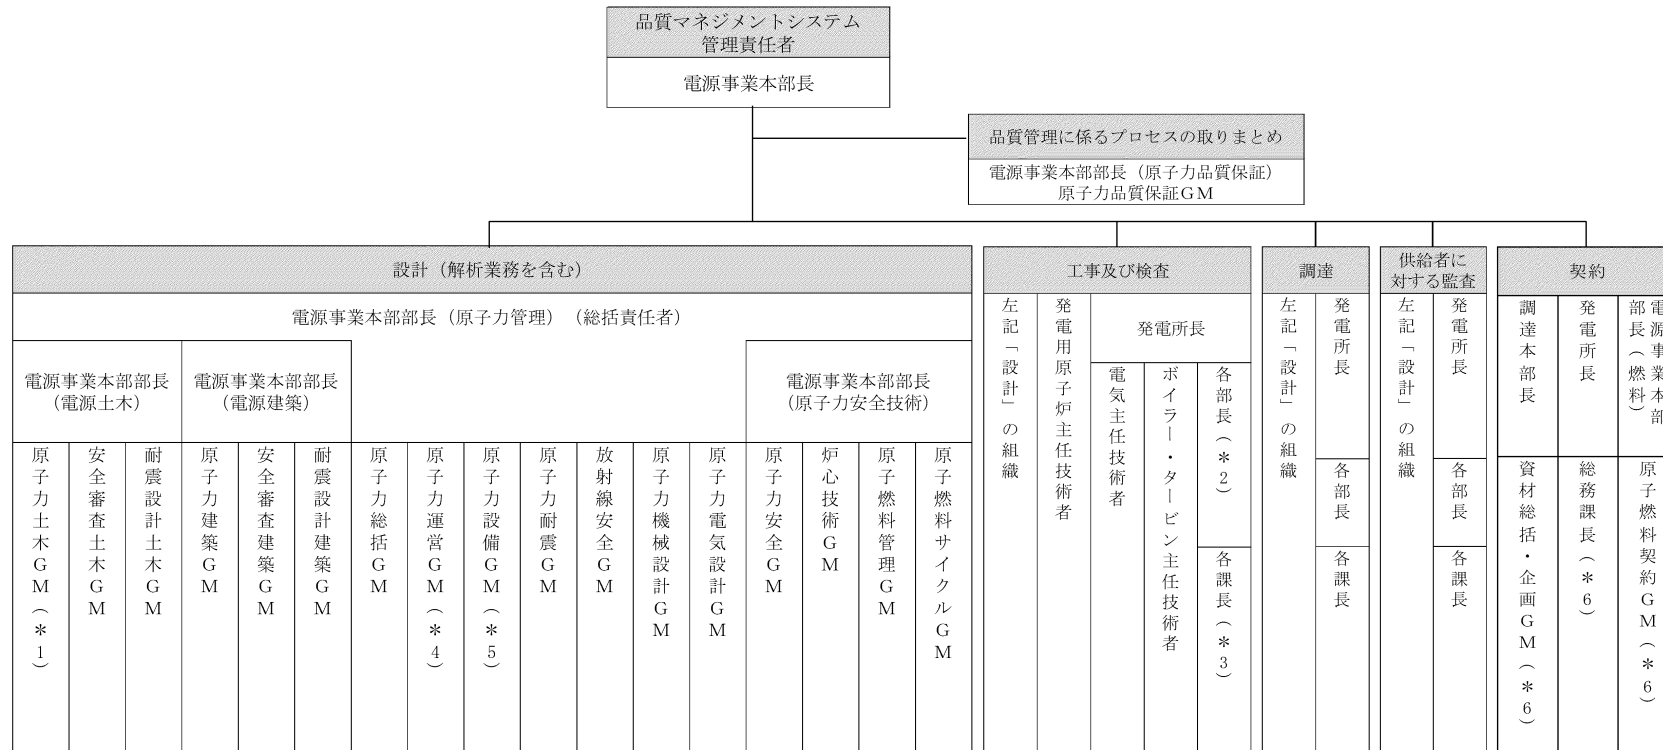 品質マネジメントシステム
管理責任者
電源事業本部長
品質管理に係るプロセスの取りまとめ
電源事業本部部長（原子力品質保証）
原子力品質保証GM
設計（解析業務を含む）
電源事業本部部長（原子力管理）（総括責任者）
電源事業本部部長
（電源土木）
電源事業本部部長
（電源建築）
電源事業本部部長
（原子力安全技術）
原子力土木GM（＊1）
安全審査土木GM
耐震設計土木GM
原子力建築GM
安全審査建築GM
耐震設計建築GM
原子力総括GM
原子力運営GM（＊4）
原子力設備GM（＊5）
原子力耐震GM
放射線安全GM
原子力機械設計GM
原子力電気設計GM
原子力安全GM
炉心技術GM
原子燃料管理GM
原子燃料サイクルGM
工事及び検査
左記「設計」の組織
発電用原子炉主任技術者
発電所長
電気主任技術者
ボイラー・タービン主任技術者
各部長（＊2）
各課長（＊3）
調達
左記「設計」の組織
発電所長
各部長
各課長
供給者に
対する監査
左記「設計」の組織
発電所長
各部長
各課長
契約
調達本部長
資材総括・企画GM（＊6）
発電所長
総務課長（＊6）
電源事業本部
部長（燃料）
原子燃料契約GM（＊6）